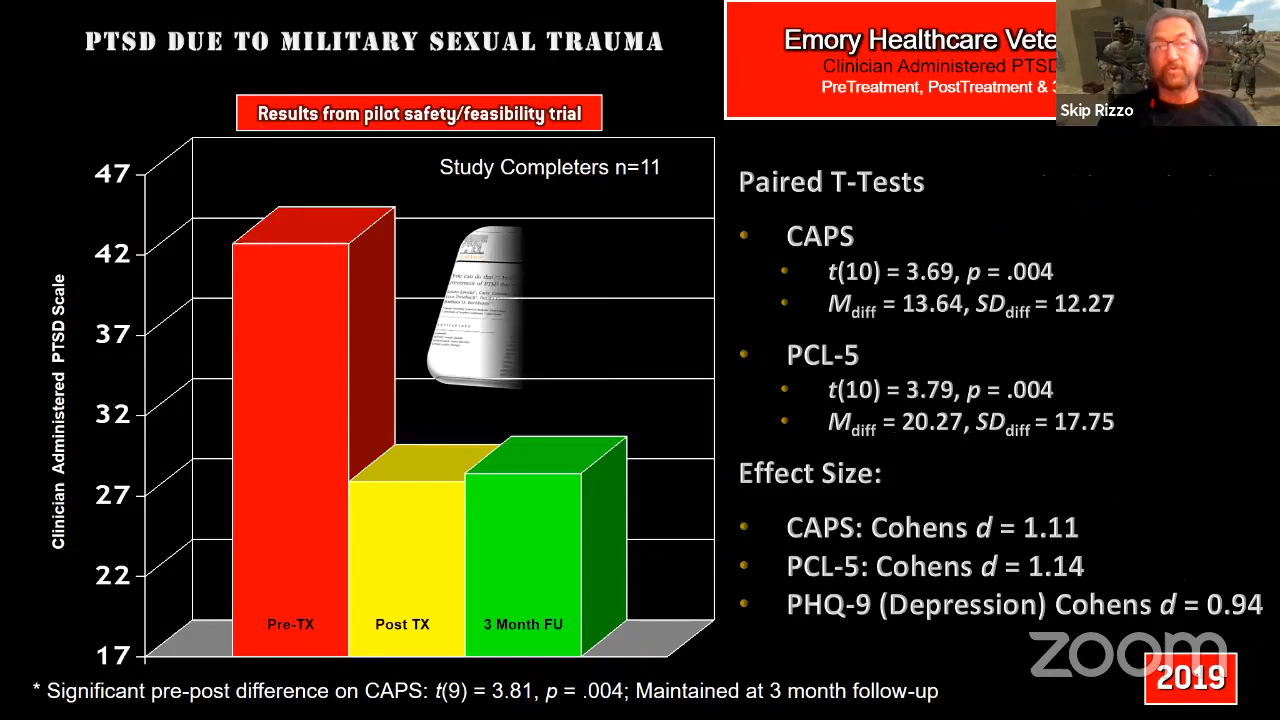 PTSD DUE TO MILITARY SEXUAL TRAUMA
Emory Healthcare Vete
Clinician Administered PTSD
PreTreatment, PostTreatment & 3
Skip Rizzo
Results from pilot safety/feasibility trial
Study Completers n=11
47
42
37
32
27
22
17
Clinician Administered PTSD Scale
Pre-TX
Post TX
3 Month FU
Paired T-Tests
CAPS
t(10) = 3.69, p = .004
Mdiff = 13.64, SDdiff = 12.27
PCL-5
t(10) = 3.79, p = .004
Mdiff = 20.27, SDdiff = 17.75
Effect Size:
CAPS: Cohens d = 1.11
PCL-5: Cohens d = 1.14
PHQ-9 (Depression) Cohens d = 0.94
zoom
2019
* Significant pre-post difference on CAPS: t(9) = 3.81, p = .004; Maintained at 3 month follow-up